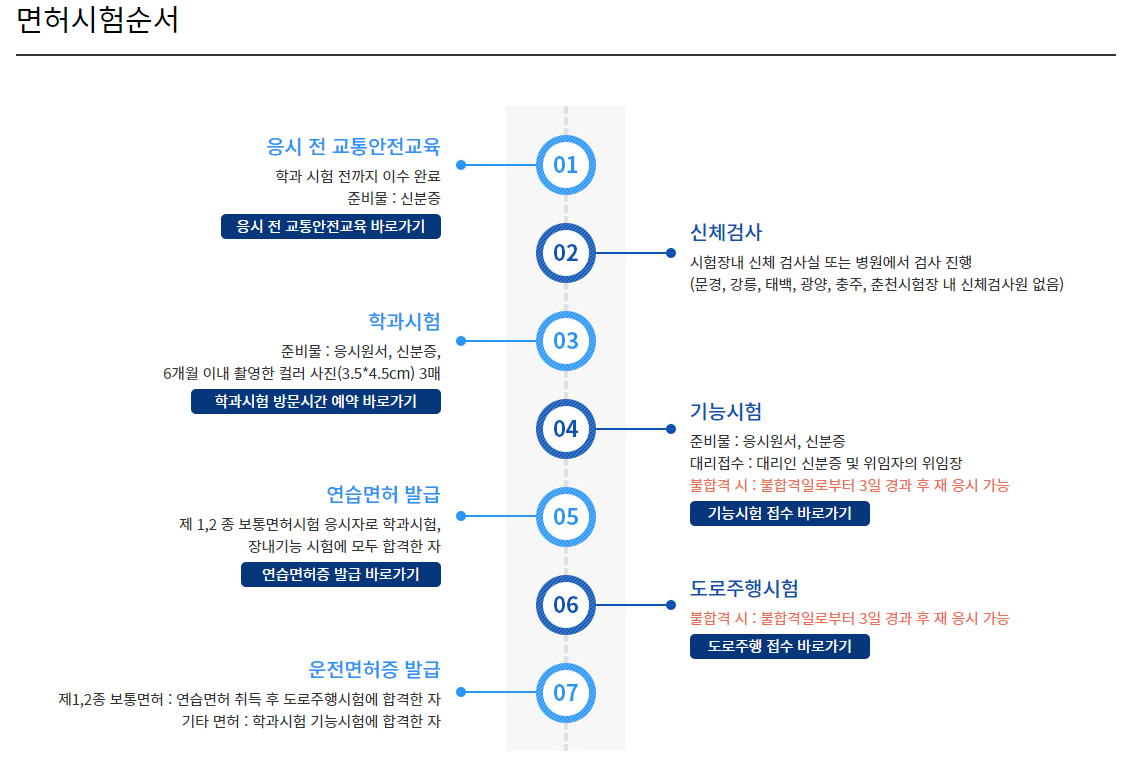 면허시험순서
01
응시 전 교통안전교육
학과 시험 전까지 이수 완료
준비물 : 신분증
응시 전 교통안전교육 바로가기
02
신체검사
시험장내 신체 검사실 또는 병원에서 검사 진행
(문경, 강릉, 태백, 광양, 충주, 춘천시험장 내 신체검사원 없음)
03
학과시험
준비물 : 응시원서, 신분증,
6개월 이내 촬영한 컬러 사진(3.5*4.5cm) 3매
학과시험 방문시간 예약 바로가기
04
기능시험
준비물 : 응시원서, 신분증
대리접수 : 대리인 신분증 및 위임자의 위임장
불합격 시 : 불합격일로부터 3일 경과 후 재 응시 가능
기능시험 접수 바로가기
05
연습면허 발급
제 1,2 종 보통면허시험 응시자로 학과시험,
장내기능 시험에 모두 합격한 자
연습면허증 발급 바로가기
06
도로주행시험
불합격 시 : 불합격일로부터 3일 경과 후 재 응시 가능
도로주행 접수 바로가기
07
운전면허증 발급
제1,2종 보통면허 : 연습면허 취득 후 도로주행시험에 합격한 자
기타 면허 : 학과시험 기능시험에 합격한 자